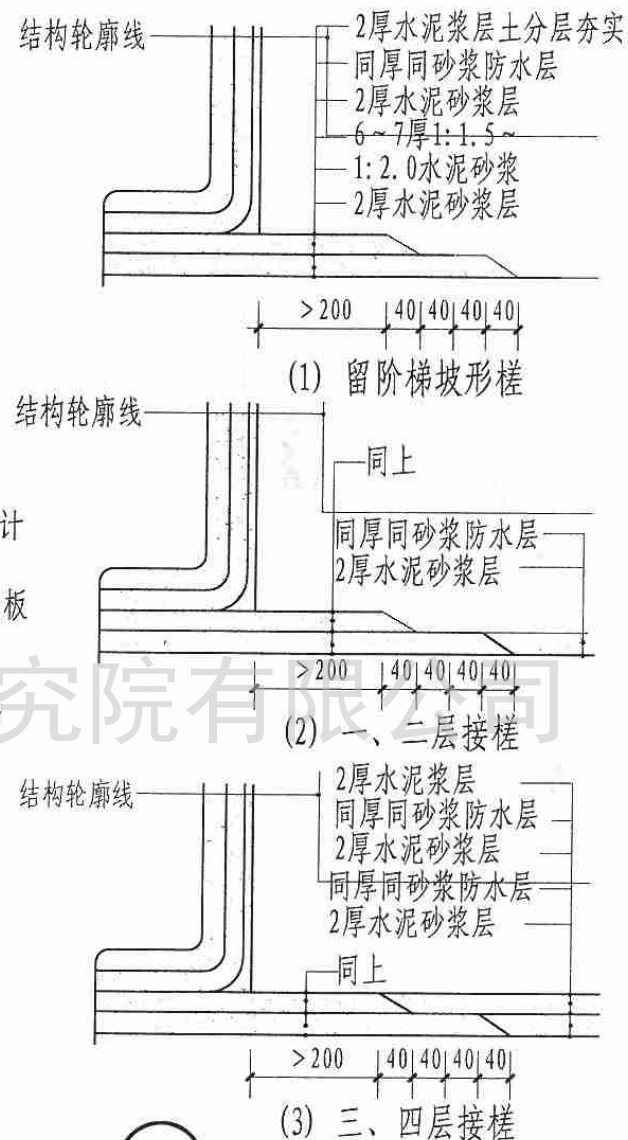 结构轮廓线
2厚水泥浆层土分层夯实
同厚同砂浆防水层
2厚水泥砂浆层
6~7厚1:1.5~
1:2.0水泥砂浆
2厚水泥砂浆层
>200 40 40 40 40
(1) 留阶梯坡形槎
结构轮廓线
同上
计
同厚同砂浆防水层
2厚水泥砂浆层
板
>200 40 40 40 40
究院有限公司
(2) 一、二层接槎
结构轮廓线
2厚水泥浆层
同厚同砂浆防水层
2厚水泥砂浆层
同厚同砂浆防水层
2厚水泥砂浆层
同上
>200 40 40 40 40
(3) 三、四层接槎